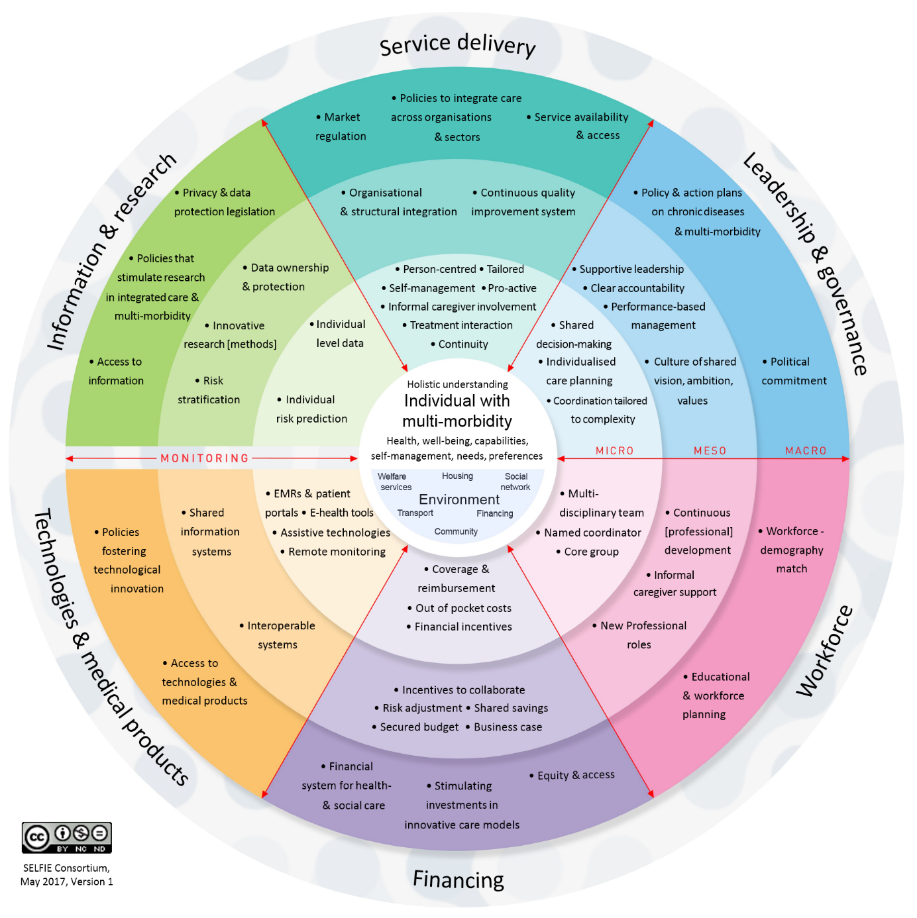 Service delivery
• Policies to integrate care
across organisations
& sectors
• Market
regulation
• Service availability
& access
• Organisational
& structural integration
• Continuous quality
improvement system
• Person-centred • Tailored
• Self-management • Pro-active
• Informal caregiver involvement
• Treatment interaction
• Continuity
Leadership & governance
• Policy & action plans
on chronic diseases
& multi-morbidity
• Supportive leadership
• Clear accountability
• Performance-based
management
• Shared
decision-making
• Individualised
care planning
• Coordination tailored
to complexity
• Culture of shared
vision, ambition,
values
• Political
commitment
Information & research
• Privacy & data
protection legislation
• Policies that
stimulate research
in integrated care &
multi-morbidity
• Access to
information
• Data ownership
& protection
• Innovative
research [methods]
• Risk
stratification
• Individual
level data
• Individual
risk prediction
Holistic understanding
Individual with
multi-morbidity
Health, well-being, capabilities,
self-management, needs, preferences
Welfare
services
Housing
Social
network
Environment
Transport
Financing
Community
MONITORING
MICRO
MESO
MACRO
Technologies & medical products
• Policies
fostering
technological
innovation
• Access to
technologies &
medical products
• Shared
information
systems
• Interoperable
systems
• EMRs & patient
portals • E-health tools
• Assistive technologies
• Remote monitoring
Workforce
• Multi-
disciplinary team
• Named coordinator
• Core group
• Continuous
[professional]
development
• Informal
caregiver support
• New Professional
roles
• Workforce -
demography
match
• Educational
& workforce
planning
• Coverage &
reimbursement
• Out of pocket costs
• Financial incentives
• Incentives to collaborate
• Risk adjustment • Shared savings
• Secured budget • Business case
• Financial
system for health-
& social care
• Stimulating
investments in
innovative care models
• Equity & access
Financing
cc
BY NC ND
SELFIE Consortium,
May 2017, Version 1